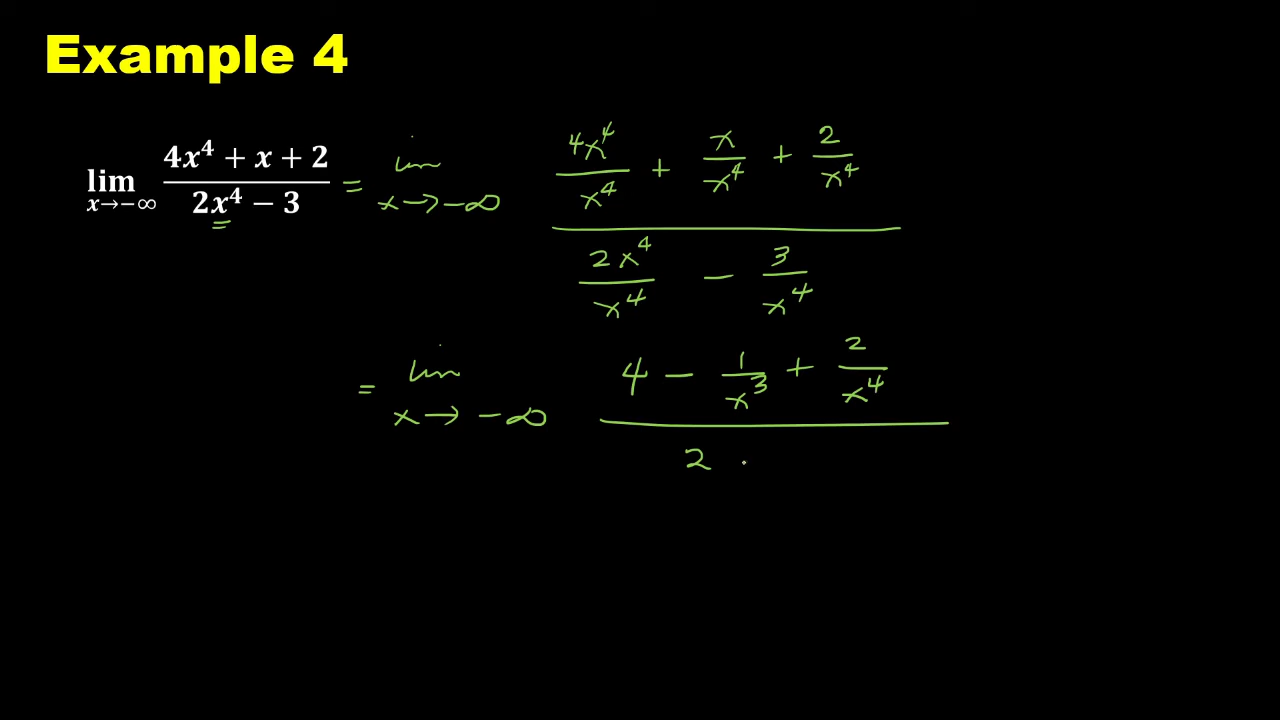 Example 4
lim x→−∞ (4x⁴ + x + 2)/(2x⁴ − 3) = lim x→−∞ (4x⁴/x⁴ + x/x⁴ + 2/x⁴)/(2x⁴/x⁴ − 3/x⁴)
= lim x→−∞ (4 − 1/x³ + 2/x⁴)/(2 .